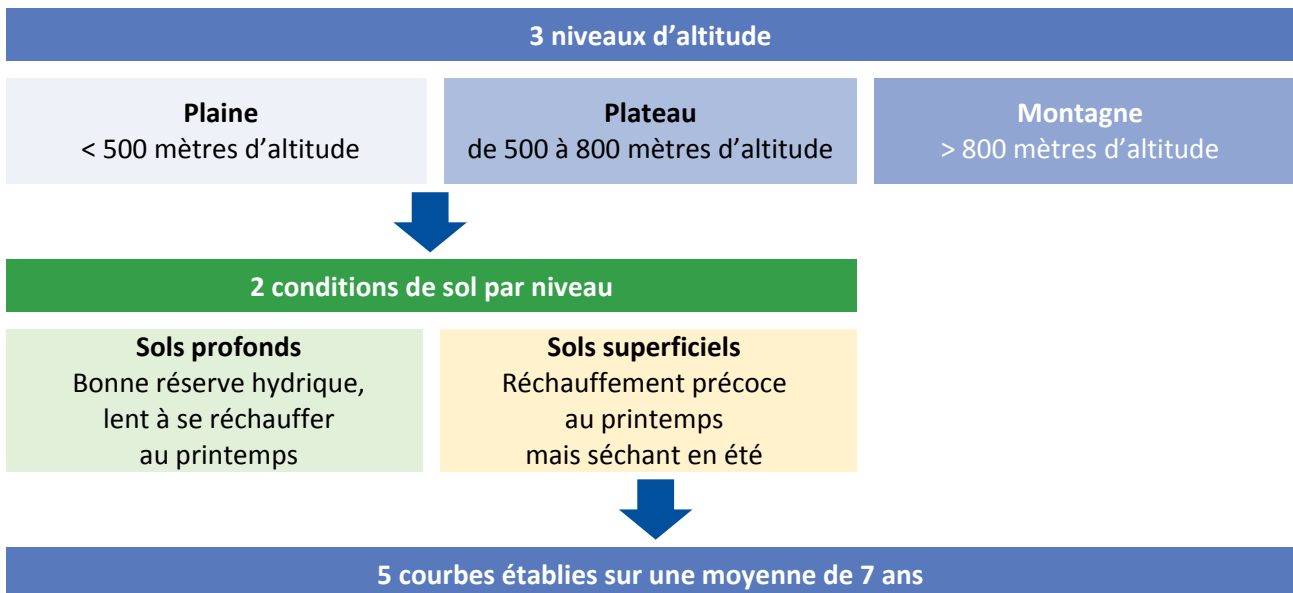 3 niveaux d’altitude
Plaine
< 500 mètres d’altitude
Plateau
de 500 à 800 mètres d’altitude
Montagne
> 800 mètres d’altitude
2 conditions de sol par niveau
Sols profonds
Bonne réserve hydrique,
lent à se réchauffer
au printemps
Sols superficiels
Réchauffement précoce
au printemps
mais séchant en été
5 courbes établies sur une moyenne de 7 ans